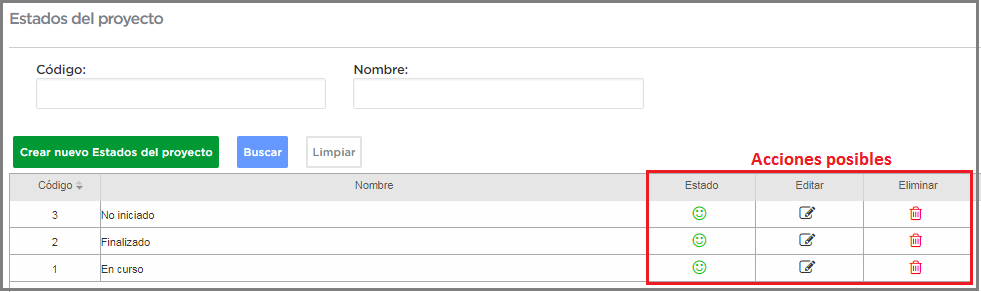 Estados del proyecto
Código: Nombre:
Crear nuevo Estados del proyecto Buscar Limpiar
Acciones posibles
Código Nombre Estado Editar Eliminar
3 No iniciado
2 Finalizado
1 En curso